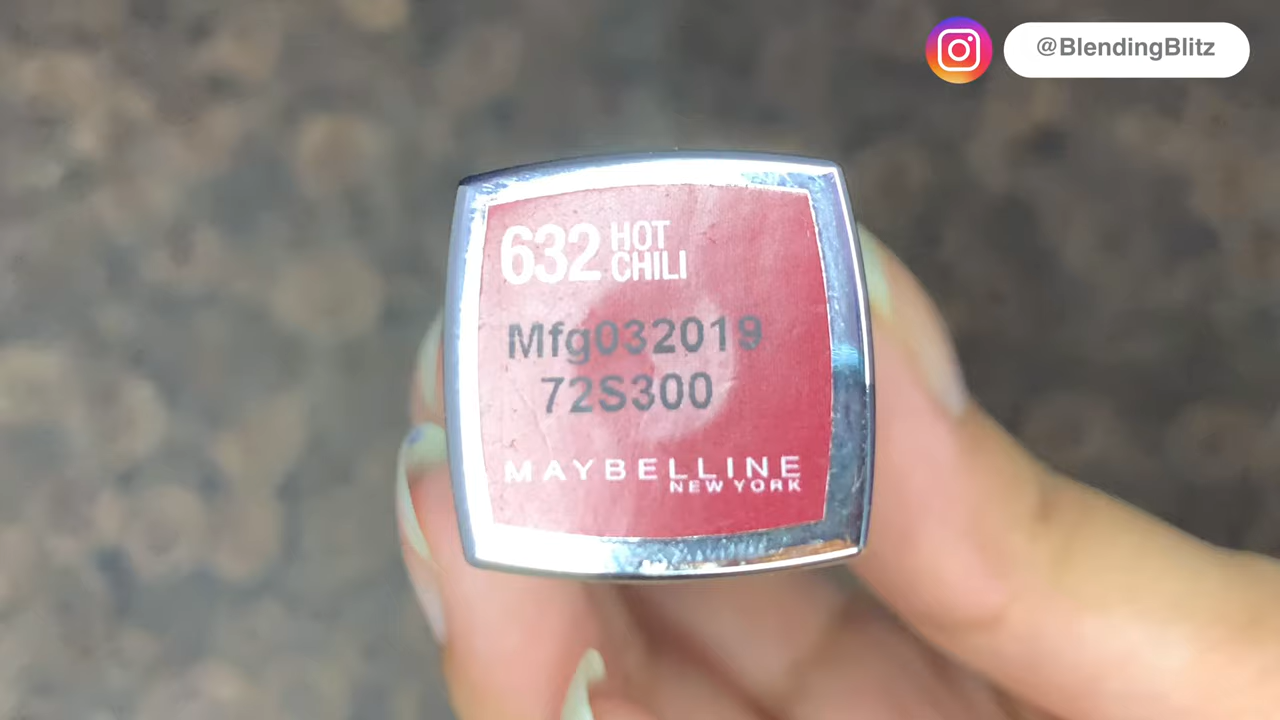 @BlendingBlitz
632 HOT
CHILI
Mfg032019
72S300
MAYBELLINE
NEW YORK